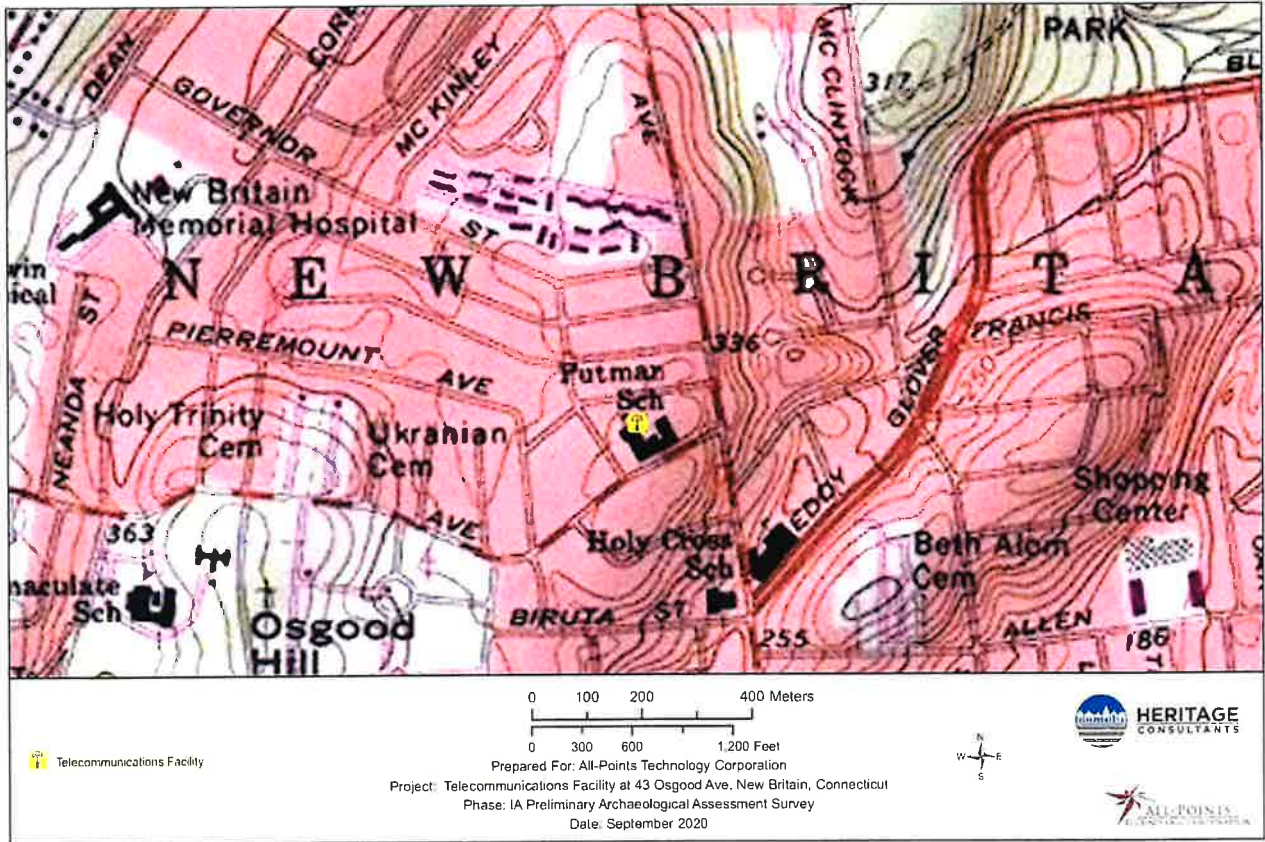 PARK
DEAN
GOVERNOR
MC KINLEY
AVE
MC CLINTOCK
317
New Britain
Memorial Hospital
ST
N E W B R I T A
ST
PIERREMOUNT
AVE
336
FRANCIS
GLOVER
Putman
Sch
Holy Trinity
Cem
Ukrahian
Cem
NEANDA
Shopping
Center
363
AVE
EDDY
Holy Cross
Sch
Beth Alom
Cem
maculate
Sch
Osgood
Hill
BIRUTA ST
255
ALLEN
186
0 100 200 400 Meters
0 300 600 1,200 Feet
Telecommunications Facility
Prepared For: All-Points Technology Corporation
Project: Telecommunications Facility at 43 Osgood Ave, New Britain, Connecticut
Phase: IA Preliminary Archaeological Assessment Survey
Date: September 2020
N
W E
S
HERITAGE
CONSULTANTS
ALL-POINTS